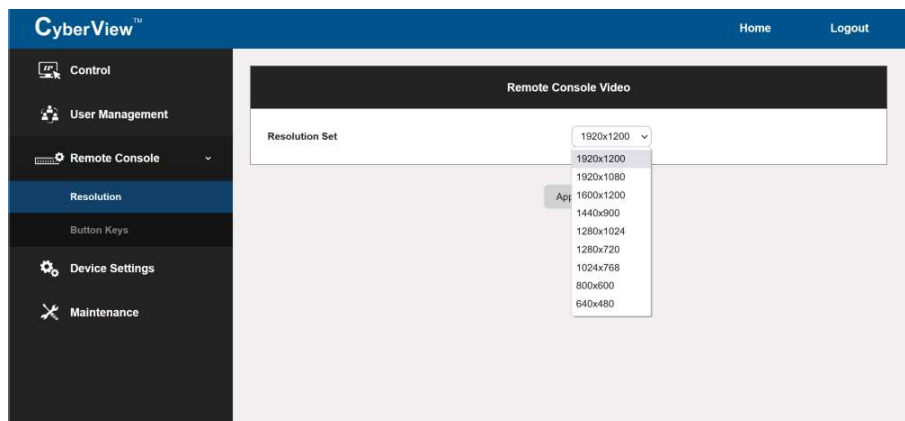 CyberView™
Home Logout
Control
User Management
Remote Console
Resolution
Button Keys
Device Settings
Maintenance
Remote Console Video
Resolution Set 1920x1200
1920x1200
1920x1080
1600x1200
1440x900
1280x1024
1280x720
1024x768
800x600
640x480
App